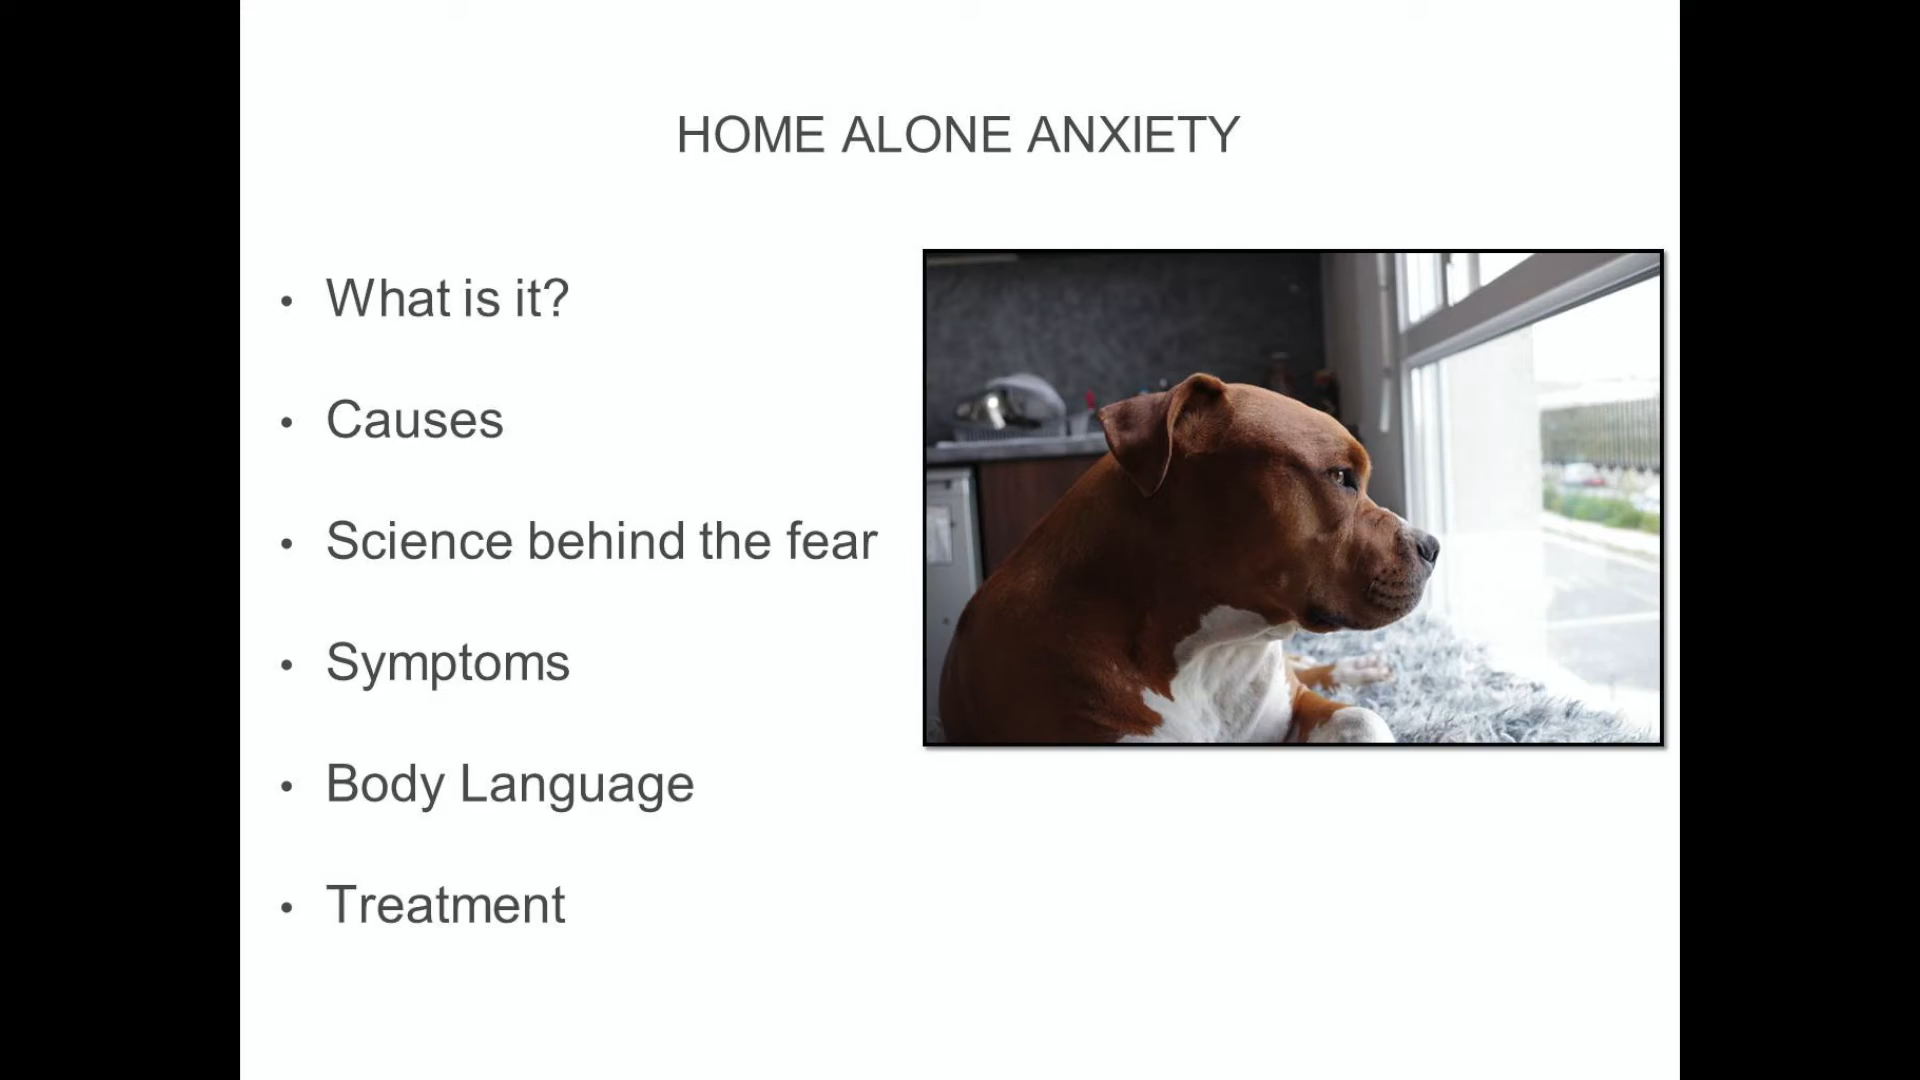 HOME ALONE ANXIETY
• What is it?
• Causes
• Science behind the fear
• Symptoms
• Body Language
• Treatment